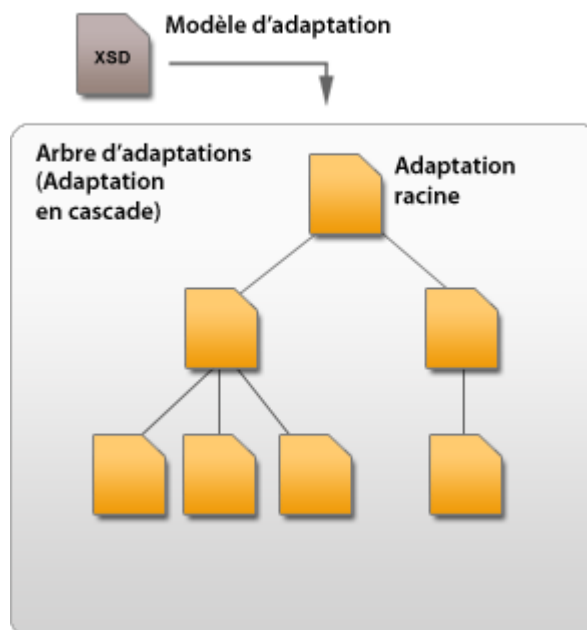 Modèle d'adaptation
XSD
Arbre d'adaptations
(Adaptation
en cascade)
Adaptation
racine